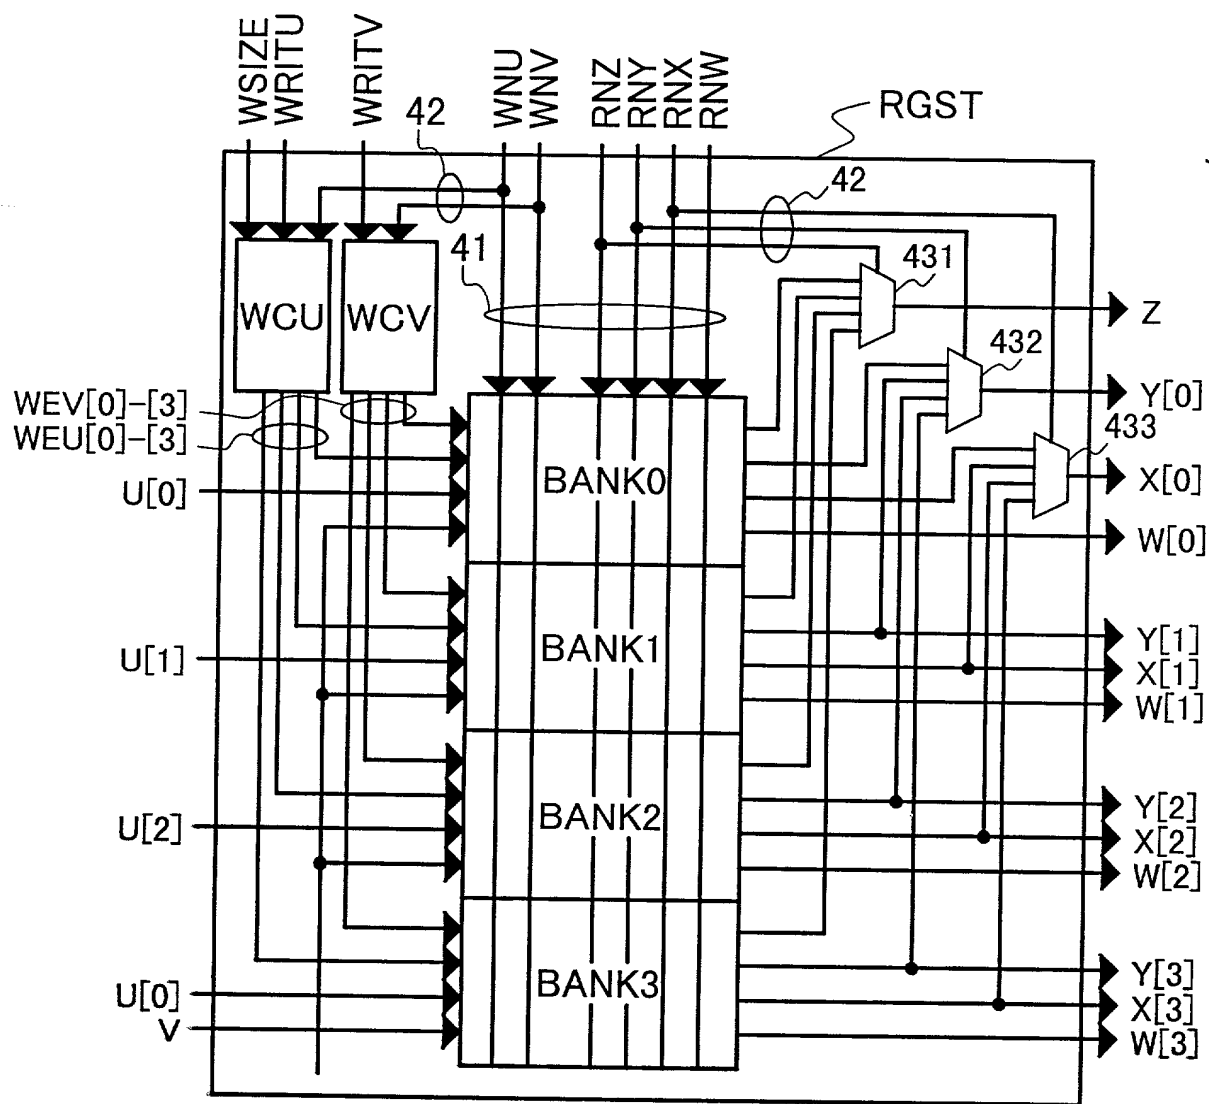 WSIZE
WRITU
WRITV
WNU
WNV
RNZ
RNY
RNX
RNW
RGST
42
42
41
431
WCU
WCV
Z
432
WEV[0]-[3]
WEU[0]-[3]
Y[0]
433
U[0]
BANK0
X[0]
W[0]
U[1]
BANK1
Y[1]
X[1]
W[1]
U[2]
BANK2
Y[2]
X[2]
W[2]
U[0]
V
BANK3
Y[3]
X[3]
W[3]